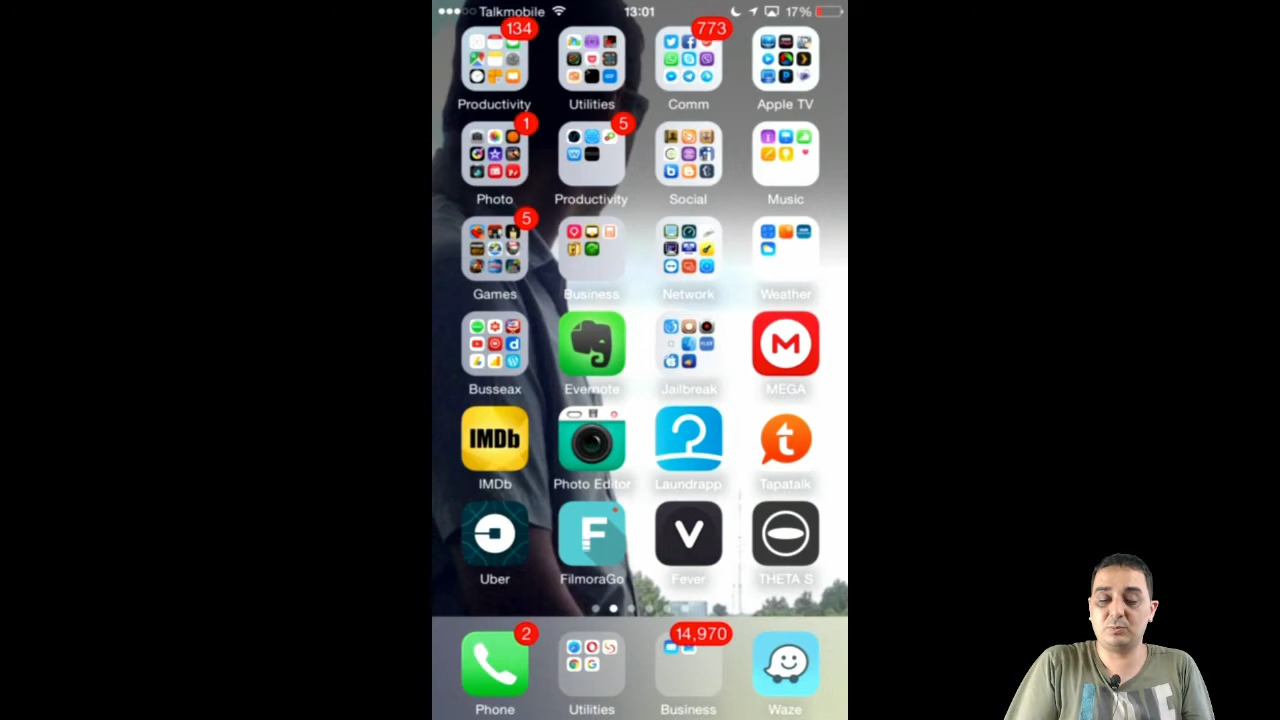 Talkmobile 13:01 17%
134 773
Productivity Utilities Comm Apple TV
1 5
Photo Productivity Social Music
5
Games Business Network Weather
Busseax Evernote Jailbreak MEGA
IMDb
IMDb Photo Editor Laundrapp Tapatalk
Uber FilmoraGo Fever THETA S
2 14,970
Phone Utilities Business Waze